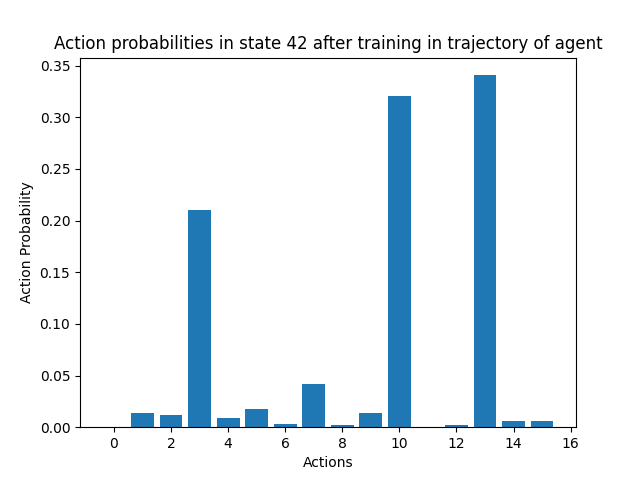 Action probabilities in state 42 after training in trajectory of agent
0.35
0.30
0.25
0.20
0.15
0.10
0.05
0.00
Action Probability
0 2 4 6 8 10 12 14 16
Actions